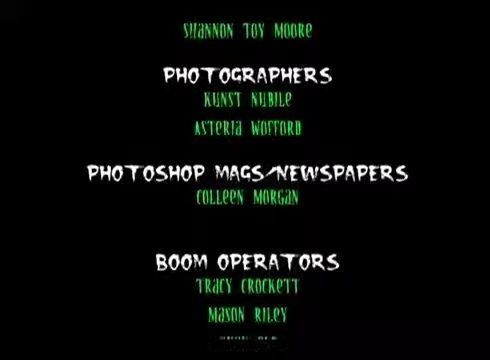 SHANNON TOY MOORE
PHOTOGRAPHERS
KUNST NUBILE
ASTERIA WOFFORD
PHOTOSHOP MAGS/NEWSPAPERS
COLLEEN MORGAN
BOOM OPERATORS
TRACY CROCKETT
MASON RILEY